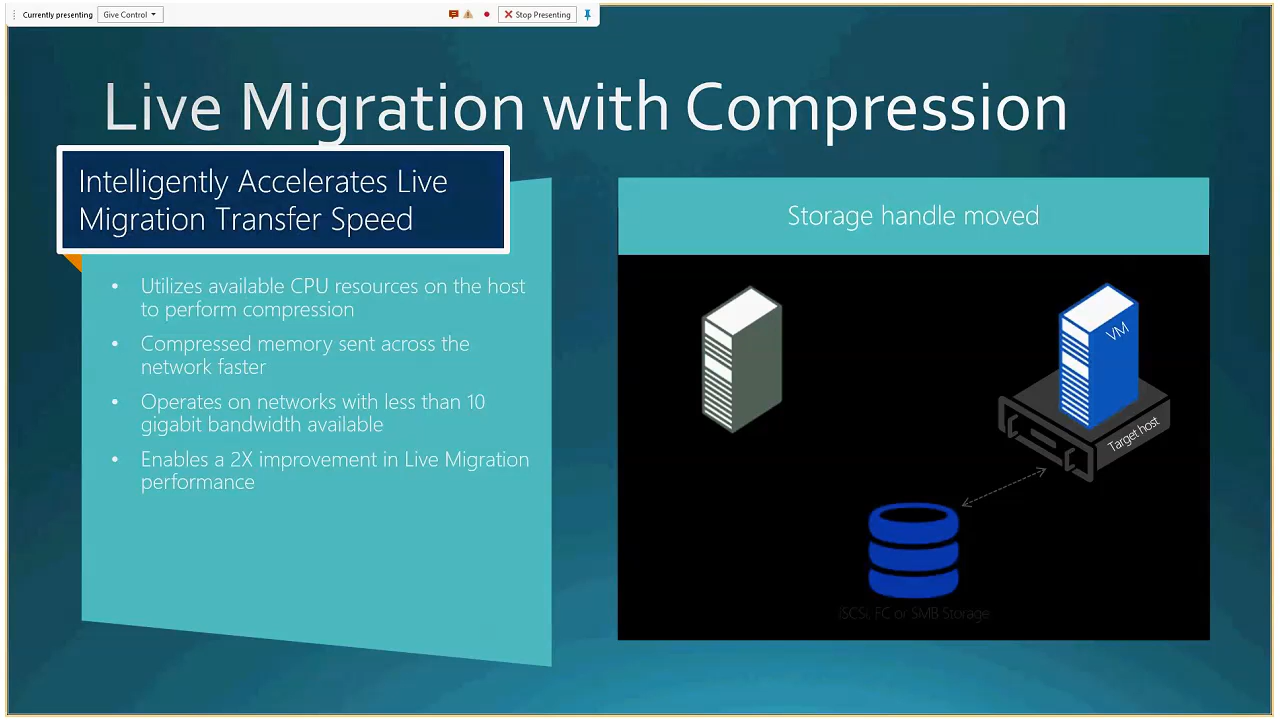 Currently presenting
Give Control
Stop Presenting
Live Migration with Compression
Intelligently Accelerates Live
Migration Transfer Speed
• Utilizes available CPU resources on the host
to perform compression
• Compressed memory sent across the
network faster
• Operates on networks with less than 10
gigabit bandwidth available
• Enables a 2X improvement in Live Migration
performance
Storage handle moved
VM
Target host
iSCSI, FC or SMB Storage